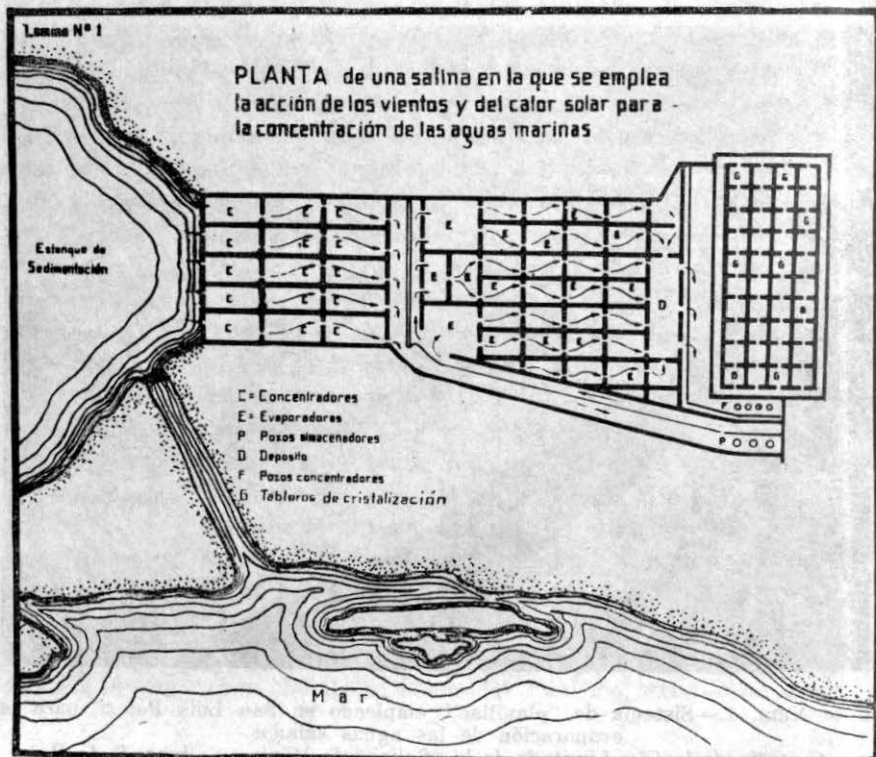 Lamina Nº 1
PLANTA de una salina en la que se emplea
la acción de los vientos y del calor solar para
la concentración de las aguas marinas
Estanque de
Sedimentación
C C C
C C C
C C C
C C C
C C C
E E
E E
E E E E
E E E E
E E E E
E E E
E
D
G G
G
G G
G
G G
F
P
C = Concentradores
E = Evaporadores
P Pozos almacenadores
D Deposito
F Pozos concentradores
G Tableros de cristalización
Mar